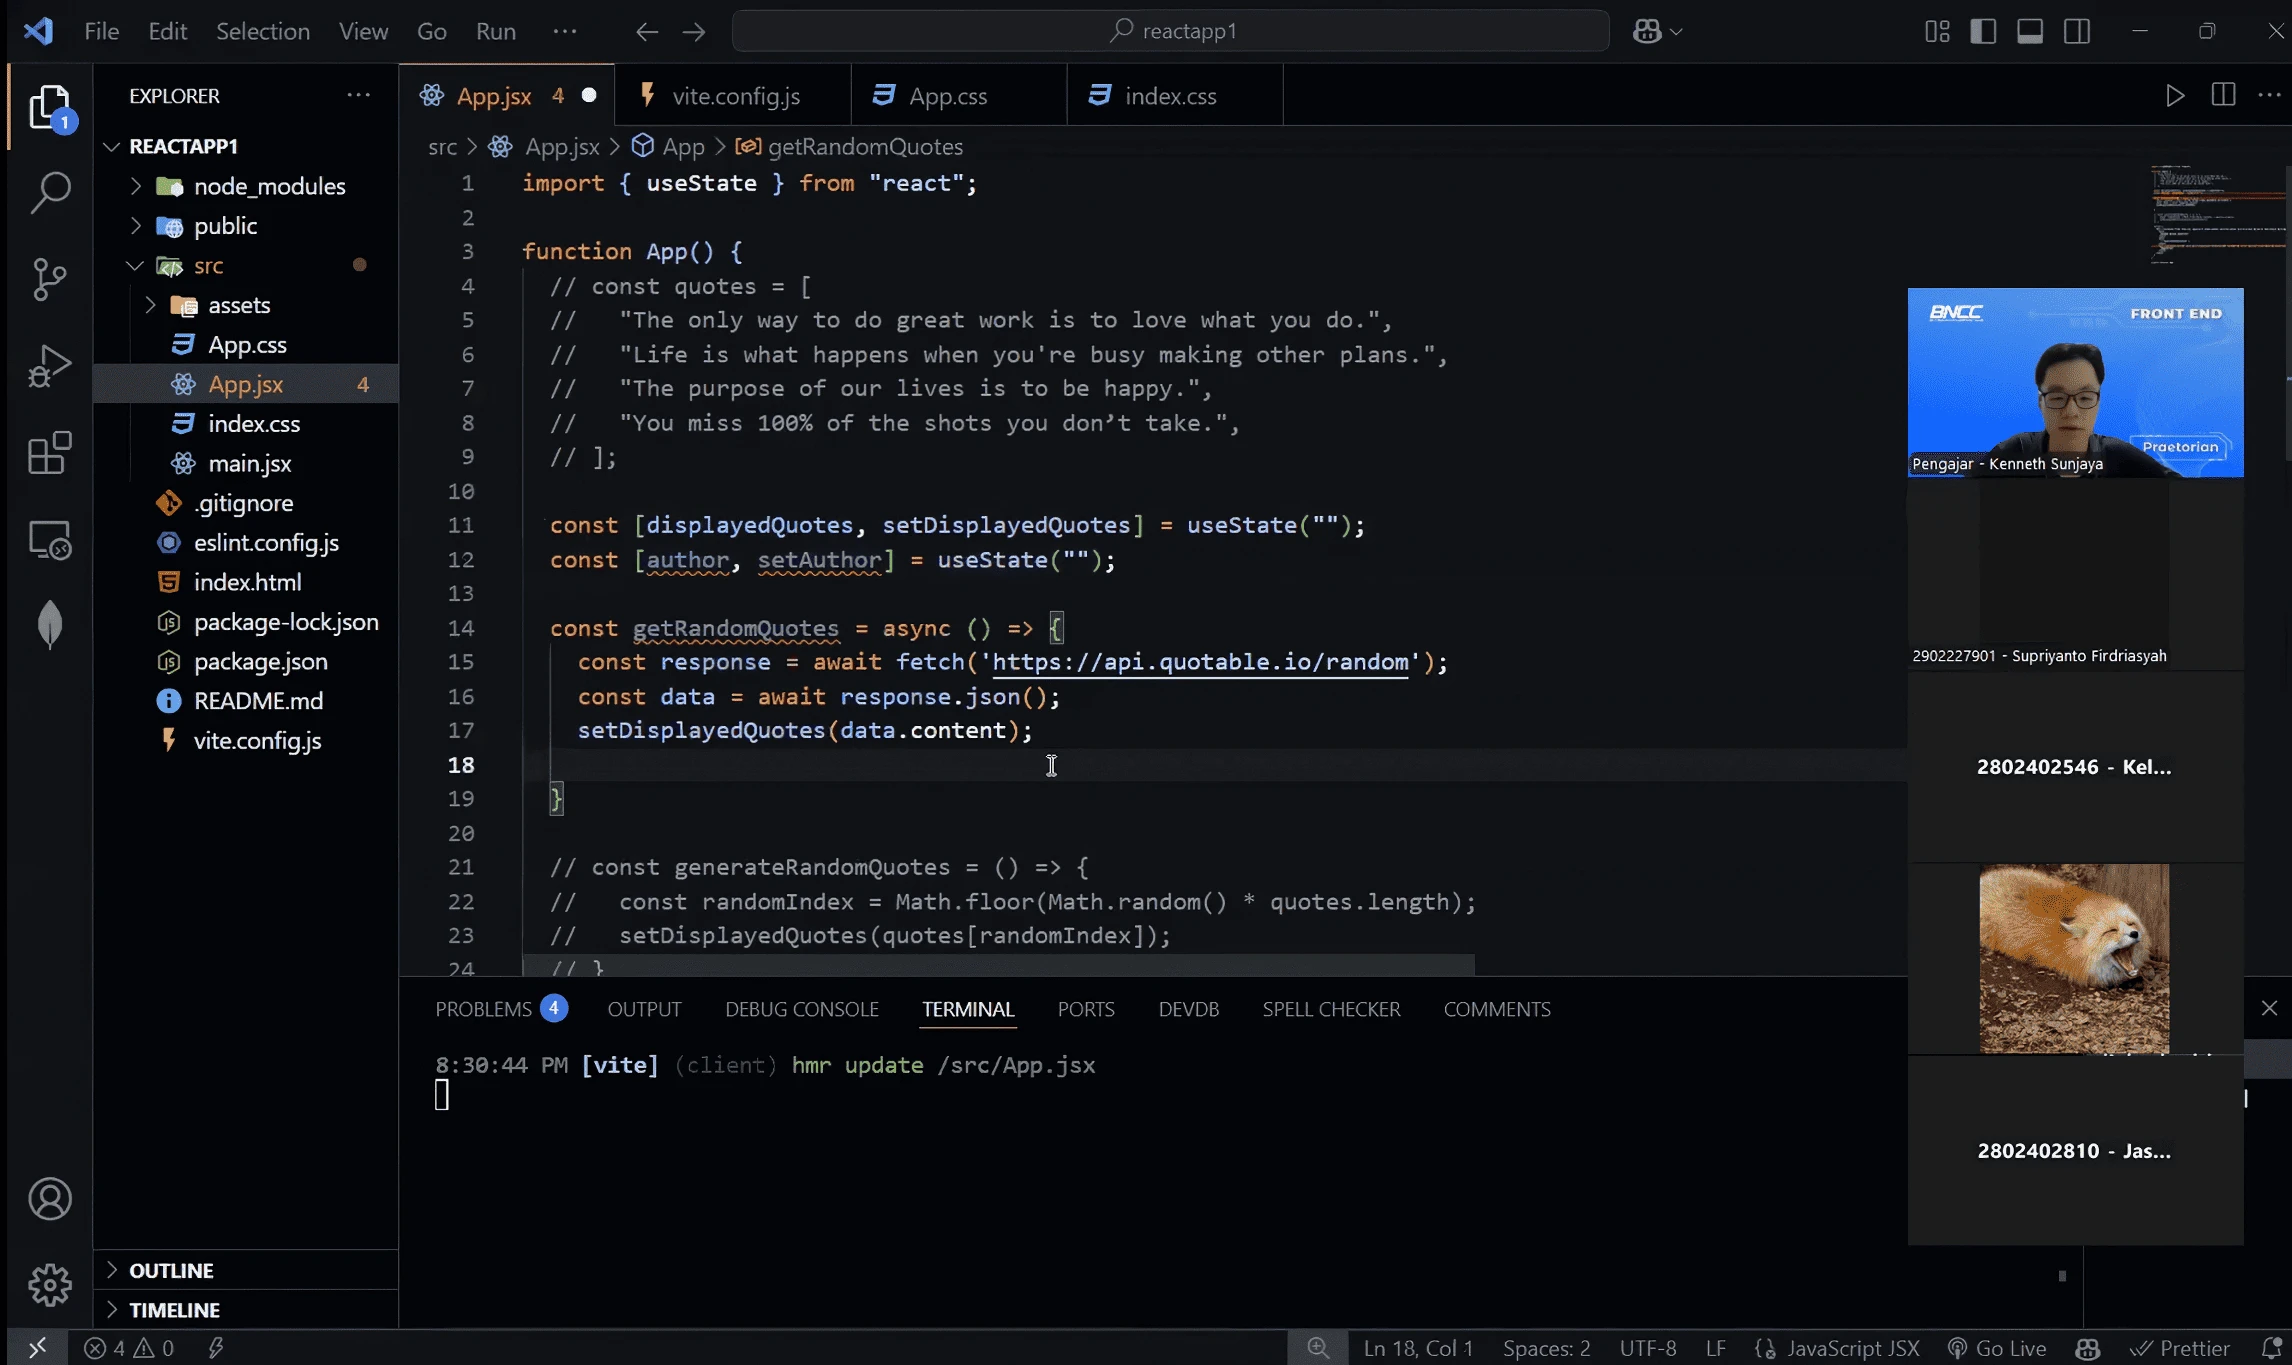 File Edit Selection View Go Run ··· reactapp1
EXPLORER ···
App.jsx 4 vite.config.js App.css index.css
1
REACTAPP1
node_modules
public
src
assets
App.css
App.jsx 4
index.css
main.jsx
.gitignore
eslint.config.js
index.html
package-lock.json
package.json
README.md
vite.config.js
OUTLINE
TIMELINE
src > App.jsx > App > getRandomQuotes
1 import { useState } from "react";
2
3 function App() {
4 // const quotes = [
5 // "The only way to do great work is to love what you do.",
6 // "Life is what happens when you're busy making other plans.",
7 // "The purpose of our lives is to be happy.",
8 // "You miss 100% of the shots you don’t take.",
9 // ];
10
11 const [displayedQuotes, setDisplayedQuotes] = useState("");
12 const [author, setAuthor] = useState("");
13
14 const getRandomQuotes = async () => {
15 const response = await fetch('https://api.quotable.io/random');
16 const data = await response.json();
17 setDisplayedQuotes(data.content);
18
19 }
20
21 // const generateRandomQuotes = () => {
22 // const randomIndex = Math.floor(Math.random() * quotes.length);
23 // setDisplayedQuotes(quotes[randomIndex]);
24 // }
BNCC FRONT END
Praetorian
Pengajar - Kenneth Sunjaya
2902227901 - Supriyanto Firdriasyah
2802402546 - Kel...
2802402810 - Jas...
PROBLEMS 4 OUTPUT DEBUG CONSOLE TERMINAL PORTS DEVDB SPELL CHECKER COMMENTS
8:30:44 PM [vite] (client) hmr update /src/App.jsx
4 0 Ln 18, Col 1 Spaces: 2 UTF-8 LF JavaScript JSX Go Live Prettier